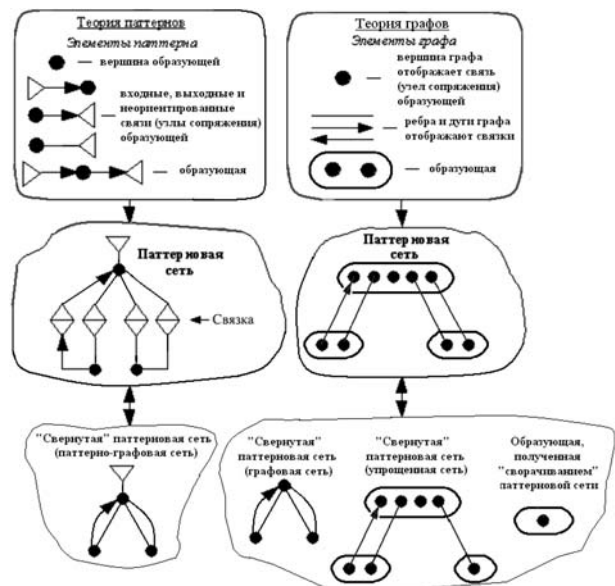 Теория паттернов
Элементы паттерна
— вершина образующей
входные, выходные и
неориентированные
— связи (узлы сопряжения)
образующей
— образующая
Теория графов
Элементы графа
вершина графа
— отображает связь
(узел сопряжения)
образующей
— ребра и дуги графа
отображают связки
— образующая
Паттерновая
сеть
Связка
Паттерновая
сеть
"Свернутая" паттерновая сеть
(паттерно-графовая сеть)
"Свернутая"
паттерновая сеть
(графовая сеть)
"Свернутая"
паттерновая сеть
(упрощенная сеть)
Образующая,
полученная
"сворачиванием"
паттерновой сети